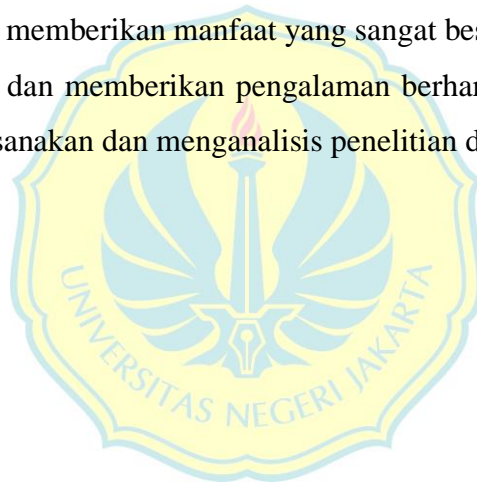 memberikan manfaat yang sangat bes
dan memberikan pengalaman berhar
sanakan dan menganalisis penelitian d
UNIVERSITAS NEGERI JAKARTA